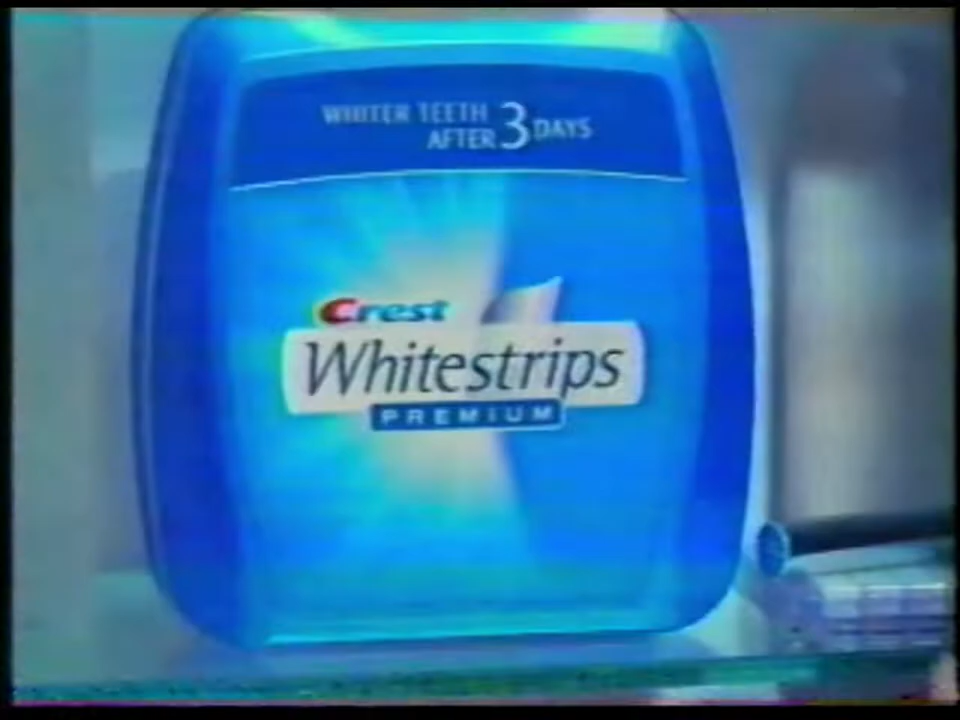 WHITER TEETH
AFTER 3 DAYS
Crest
Whitestrips
PREMIUM